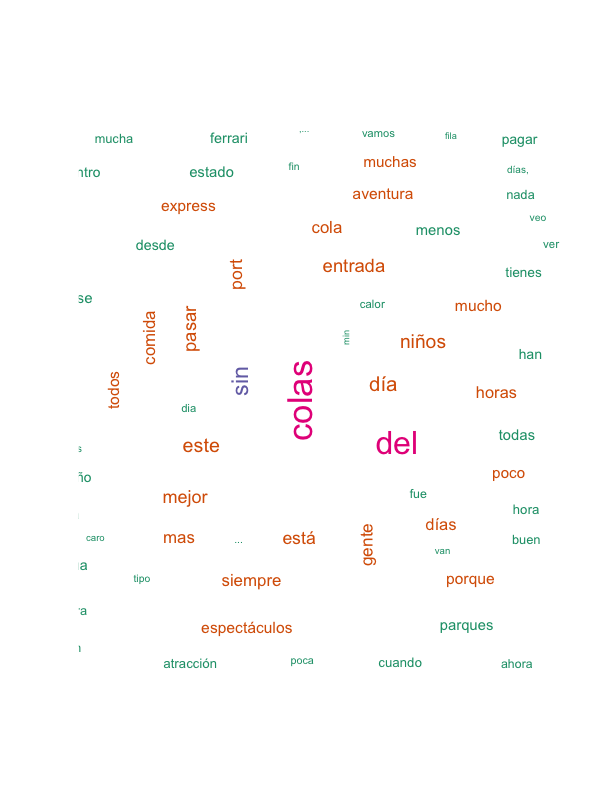 mucha
ferrari
vamos
fila
pagar
fin
muchas
estado
días,
aventura
nada
express
veo
cola
menos
desde
ver
entrada
port
tienes
se
calor
mucho
comida
pasar
min
niños
han
todos
sin
colas
día
horas
dia
este
del
todas
poco
mejor
fue
hora
caro
mas
...
está
gente
días
van
buen
tipo
siempre
porque
espectáculos
parques
atracción
poca
cuando
ahora